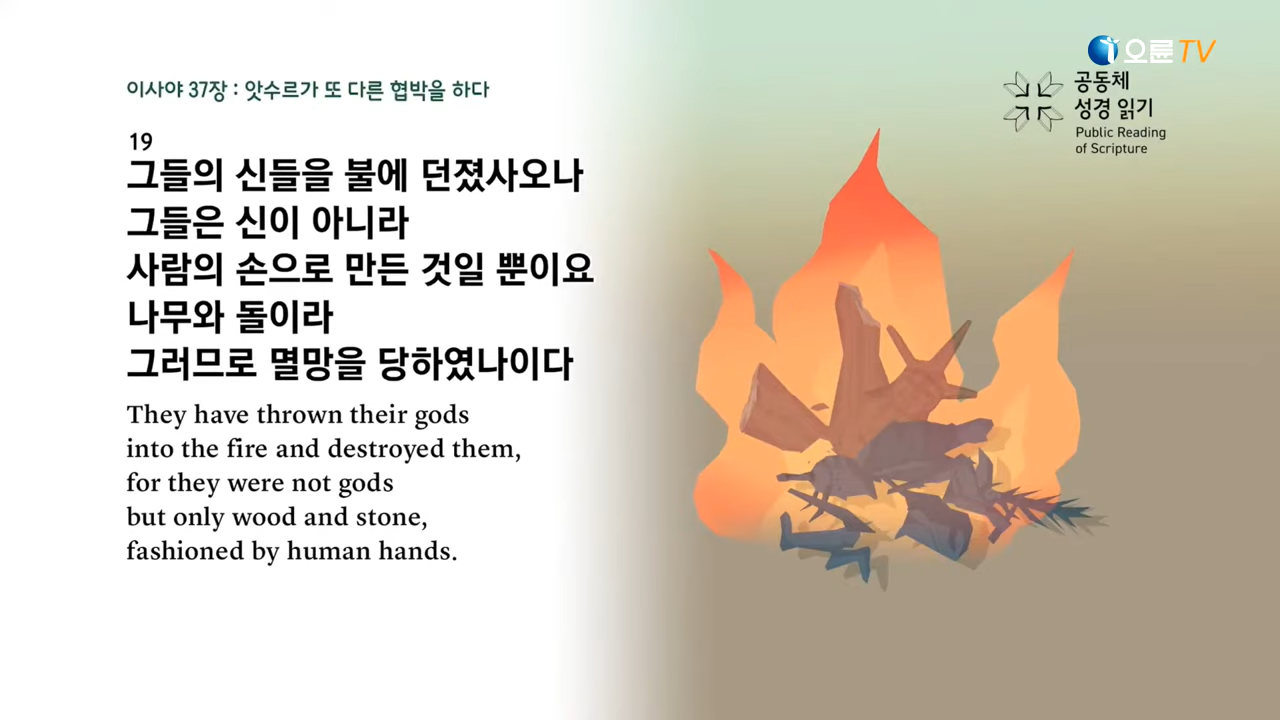 오륜TV
이사야 37장 : 앗수르가 또 다른 협박을 하다
공동체
성경 읽기
Public Reading
of Scripture
19
그들의 신들을 불에 던졌사오나
그들은 신이 아니라
사람의 손으로 만든 것일 뿐이요
나무와 돌이라
그러므로 멸망을 당하였나이다
They have thrown their gods
into the fire and destroyed them,
for they were not gods
but only wood and stone,
fashioned by human hands.